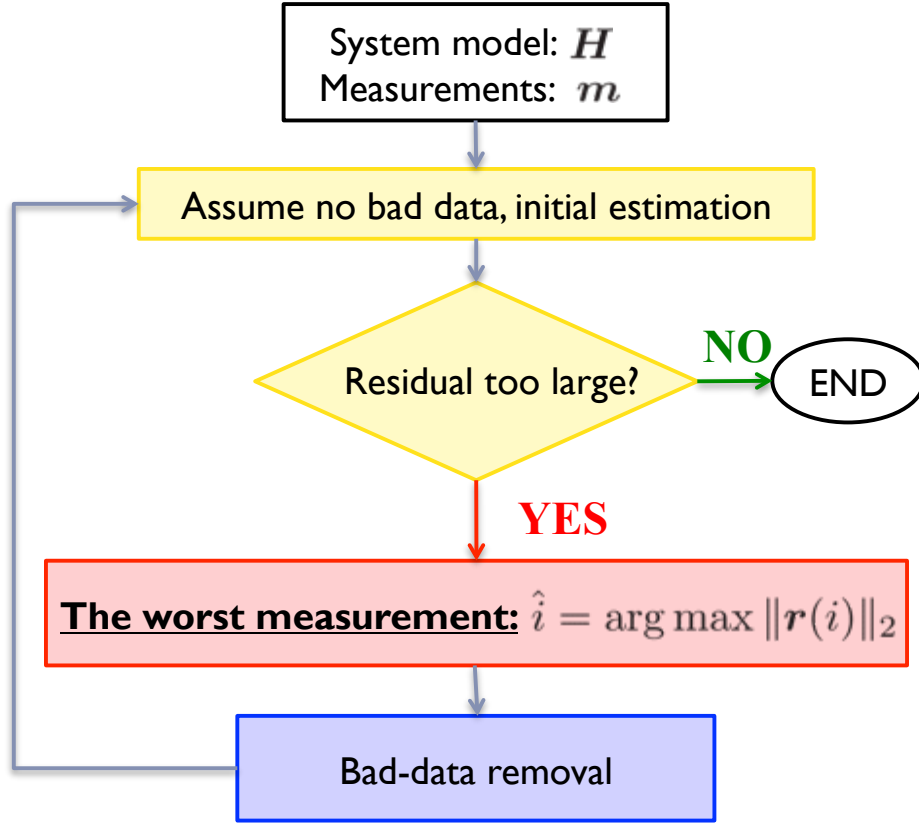 System model: H
Measurements: m
Assume no bad data, initial estimation
Residual too large?
NO
END
YES
The worst measurement: î = arg max ‖r(i)‖₂
Bad-data removal